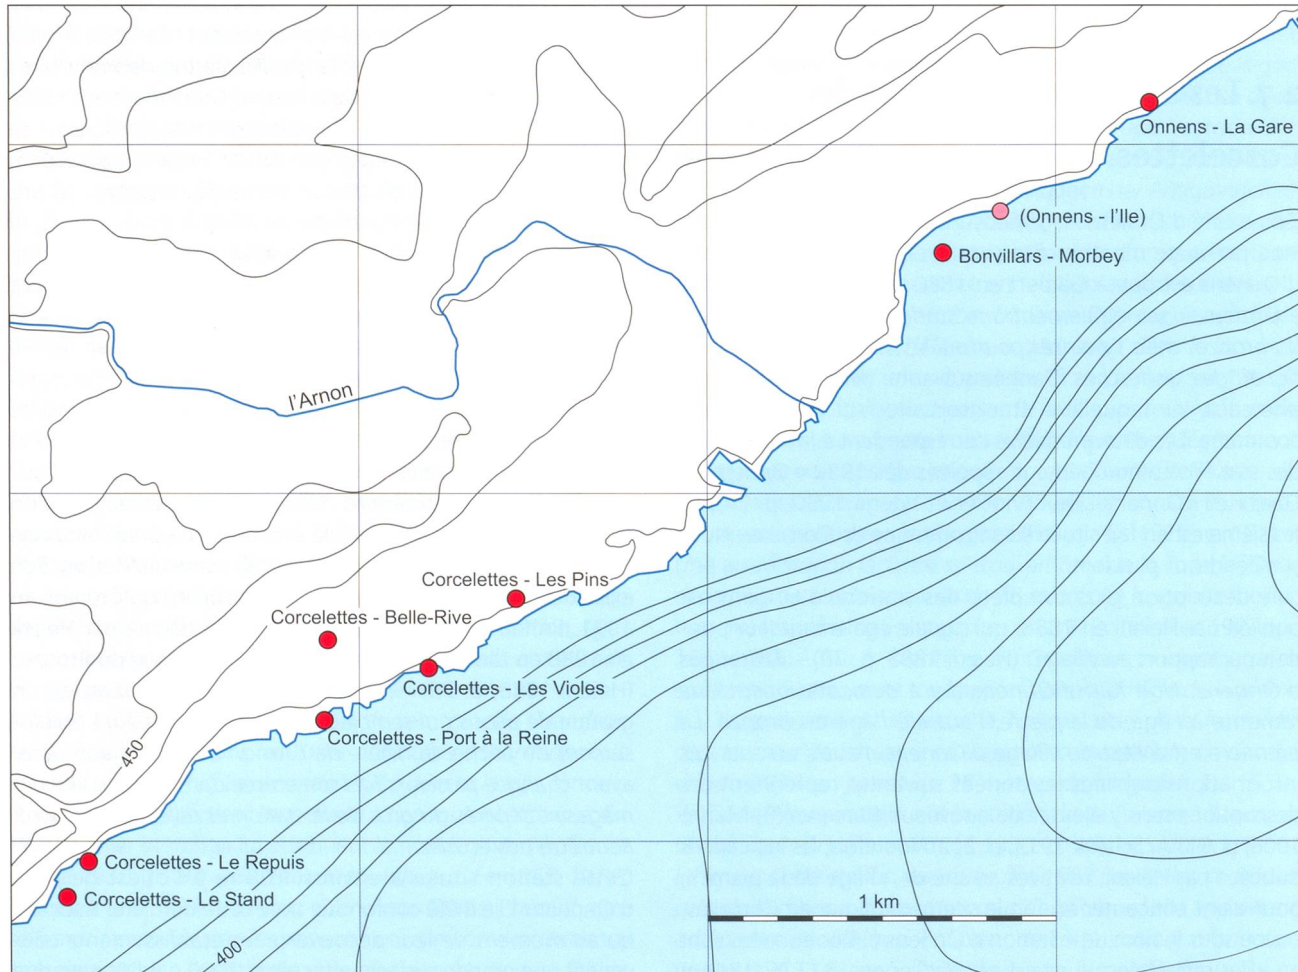 Onnens - La Gare
(Onnens - l'Ile)
Bonvillars - Morbey
l'Arnon
Corcelettes - Les Pins
Corcelettes - Belle-Rive
Corcelettes - Les Violes
Corcelettes - Port à la Reine
450
Corcelettes - Le Repuis
Corcelettes - Le Stand
1 km
400